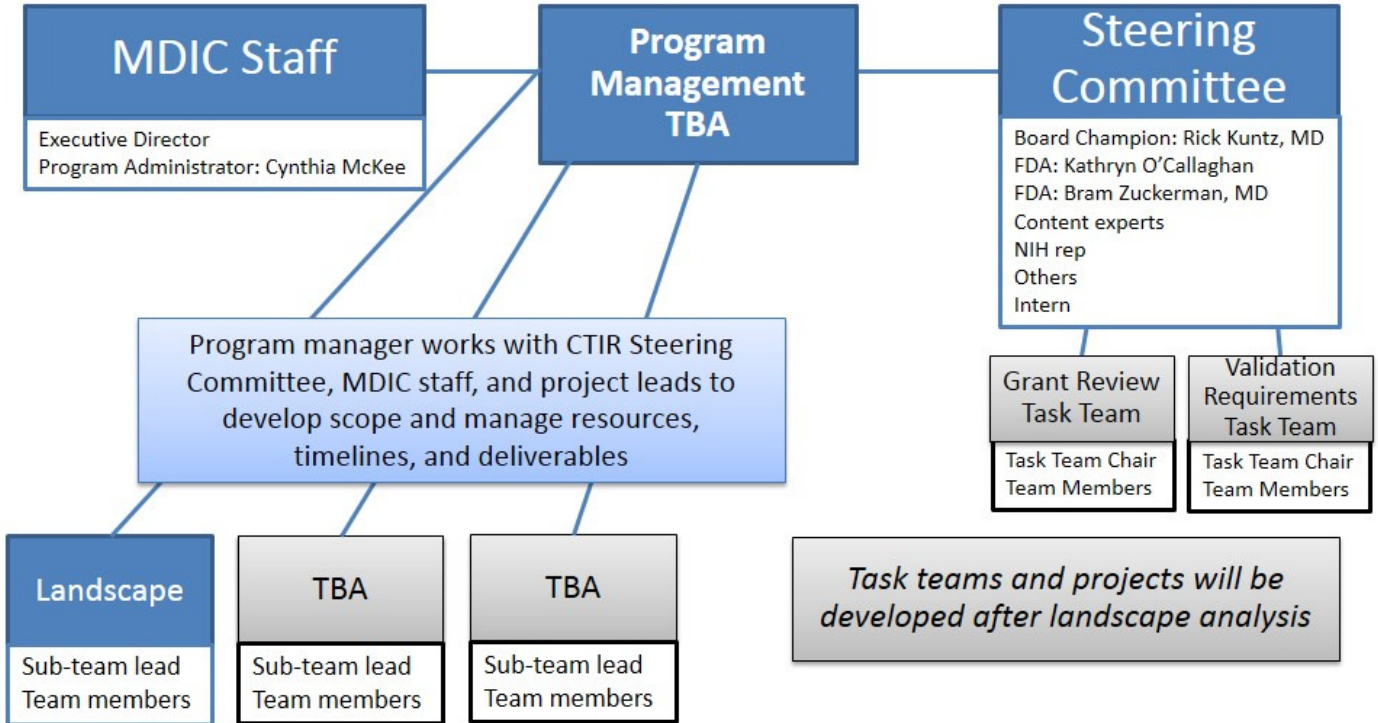 MDIC Staff
Executive Director
Program Administrator: Cynthia McKee
Program
Management
TBA
Steering
Committee
Board Champion: Rick Kuntz, MD
FDA: Kathryn O’Callaghan
FDA: Bram Zuckerman, MD
Content experts
NIH rep
Others
Intern
Program manager works with CTIR Steering
Committee, MDIC staff, and project leads to
develop scope and manage resources,
timelines, and deliverables
Grant Review
Task Team
Task Team Chair
Team Members
Validation
Requirements
Task Team
Task Team Chair
Team Members
Landscape
Sub-team lead
Team members
TBA
Sub-team lead
Team members
TBA
Sub-team lead
Team members
Task teams and projects will be
developed after landscape analysis